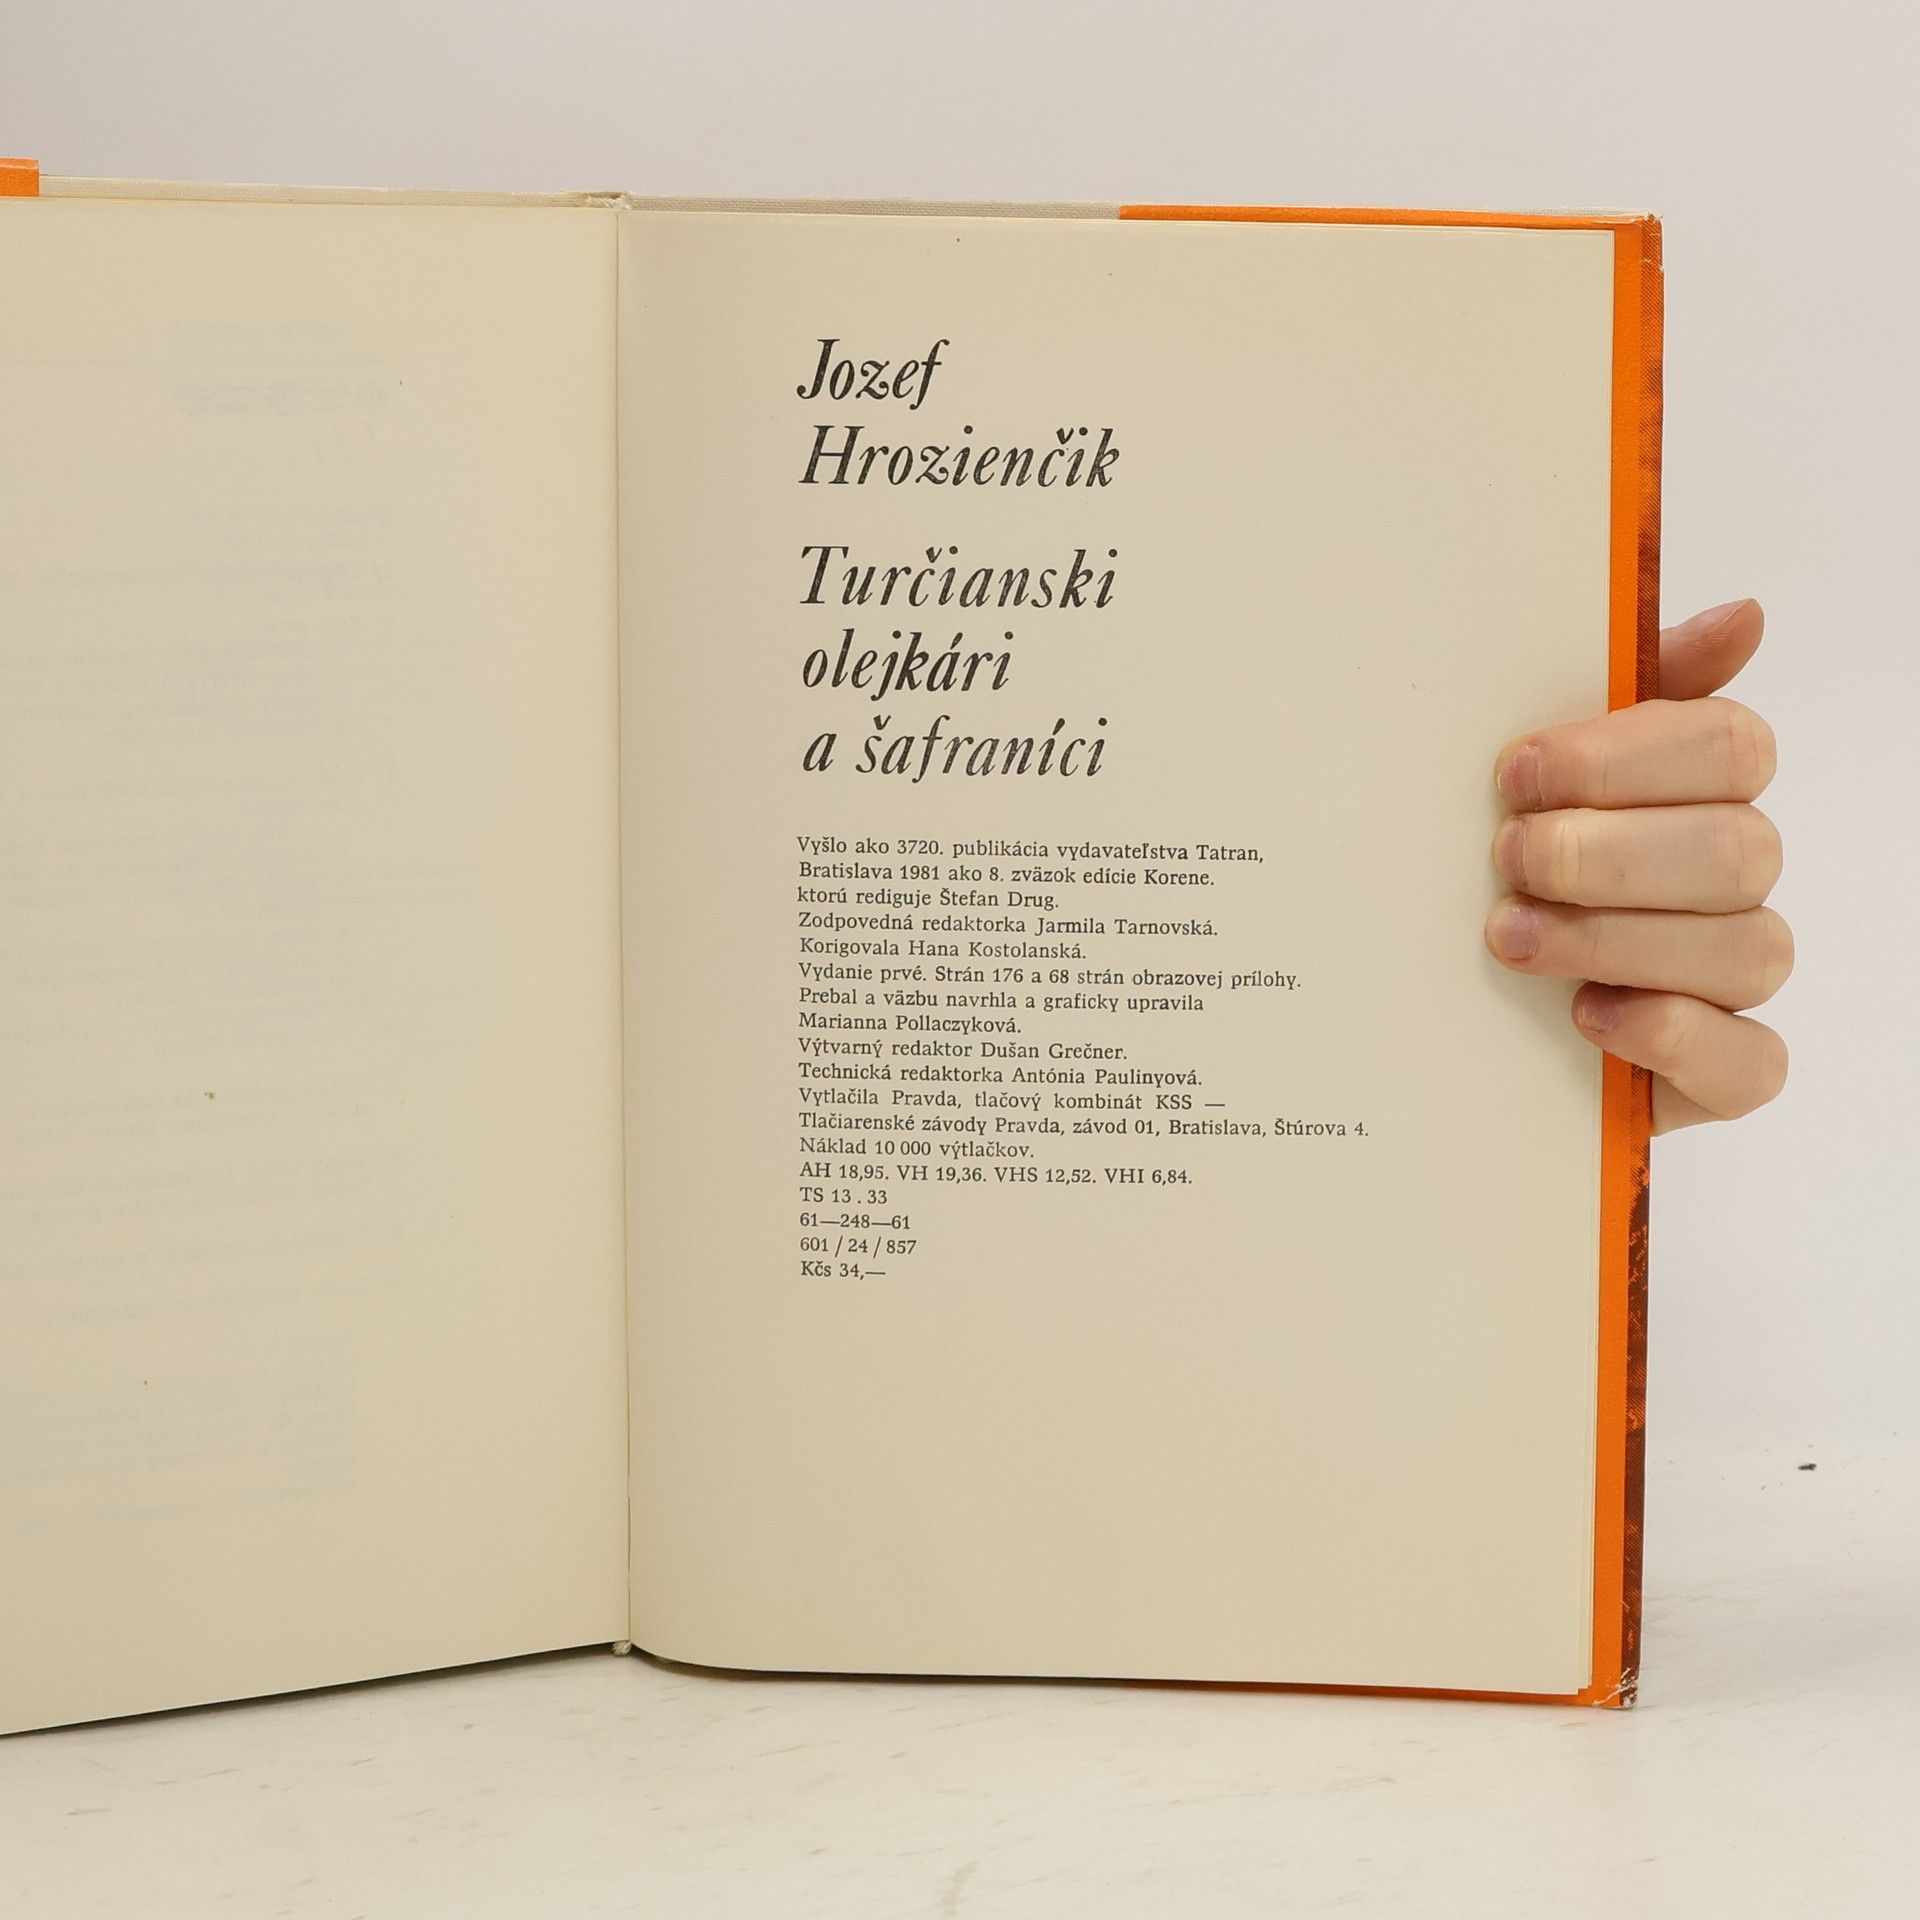 Jozef
Hrozienčik
Turčianski
olejkári
a šafraníci
Vyšlo ako 3720. publikácia vydavateľstva Tatran,
Bratislava 1981 ako 8. zväzok edície Korene.
ktorú rediguje Štefan Drug.
Zodpovedná redaktorka Jarmila Tarnovská.
Korigovala Hana Kostolanská.
Vydanie prvé. Strán 176 a 68 strán obrazovej prílohy.
Prebal a väzbu navrhla a graficky upravila
Marianna Pollaczyková.
Výtvarný redaktor Dušan Grečner.
Technická redaktorka Antónia Paulinyová.
Vytlačila Pravda, tlačový kombinát KSS —
Tlačiarenské závody Pravda, závod 01, Bratislava, Štúrova 4.
Náklad 10 000 výtlačkov.
AH 18,95. VH 19,36. VHS 12,52. VHI 6,84.
TS 13 . 33
61—248—61
601 / 24 / 857
Kčs 34,—